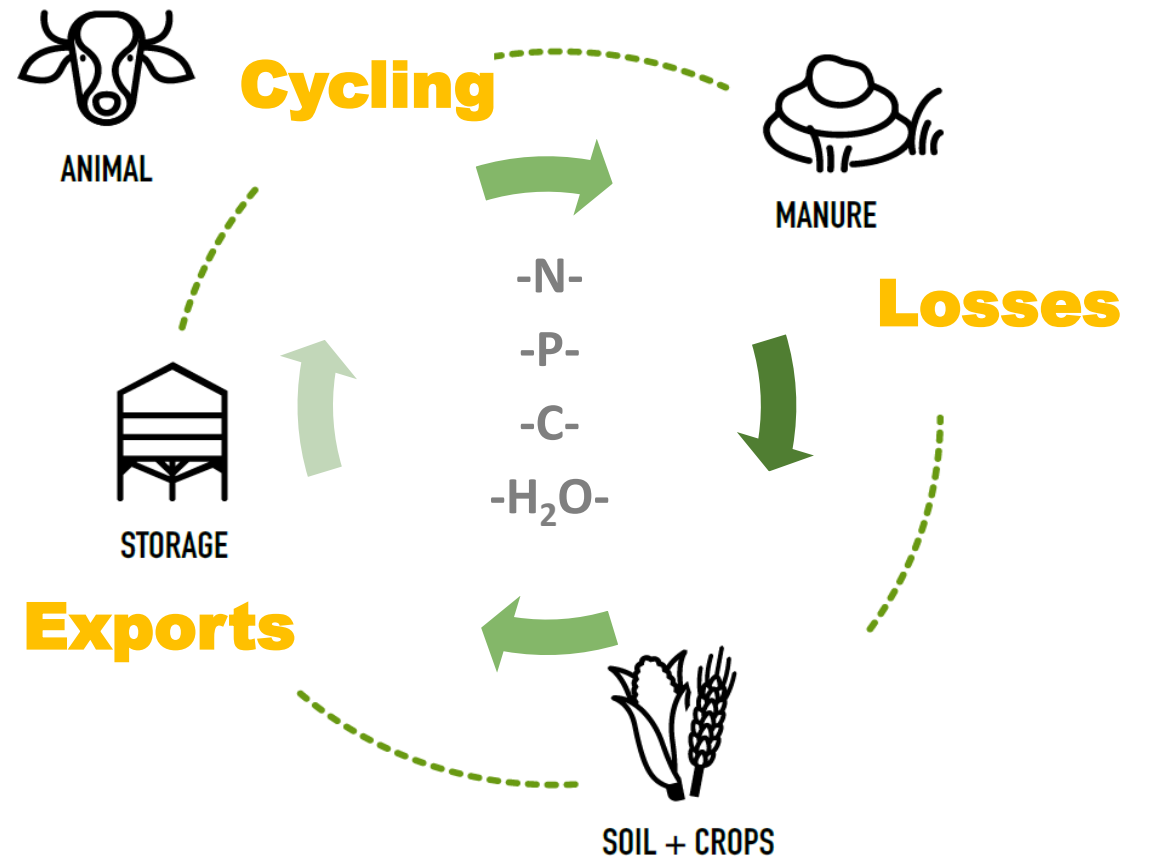 Cycling
ANIMAL
MANURE
-N-
Losses
-P-
-C-
-H₂O-
STORAGE
Exports
SOIL + CROPS